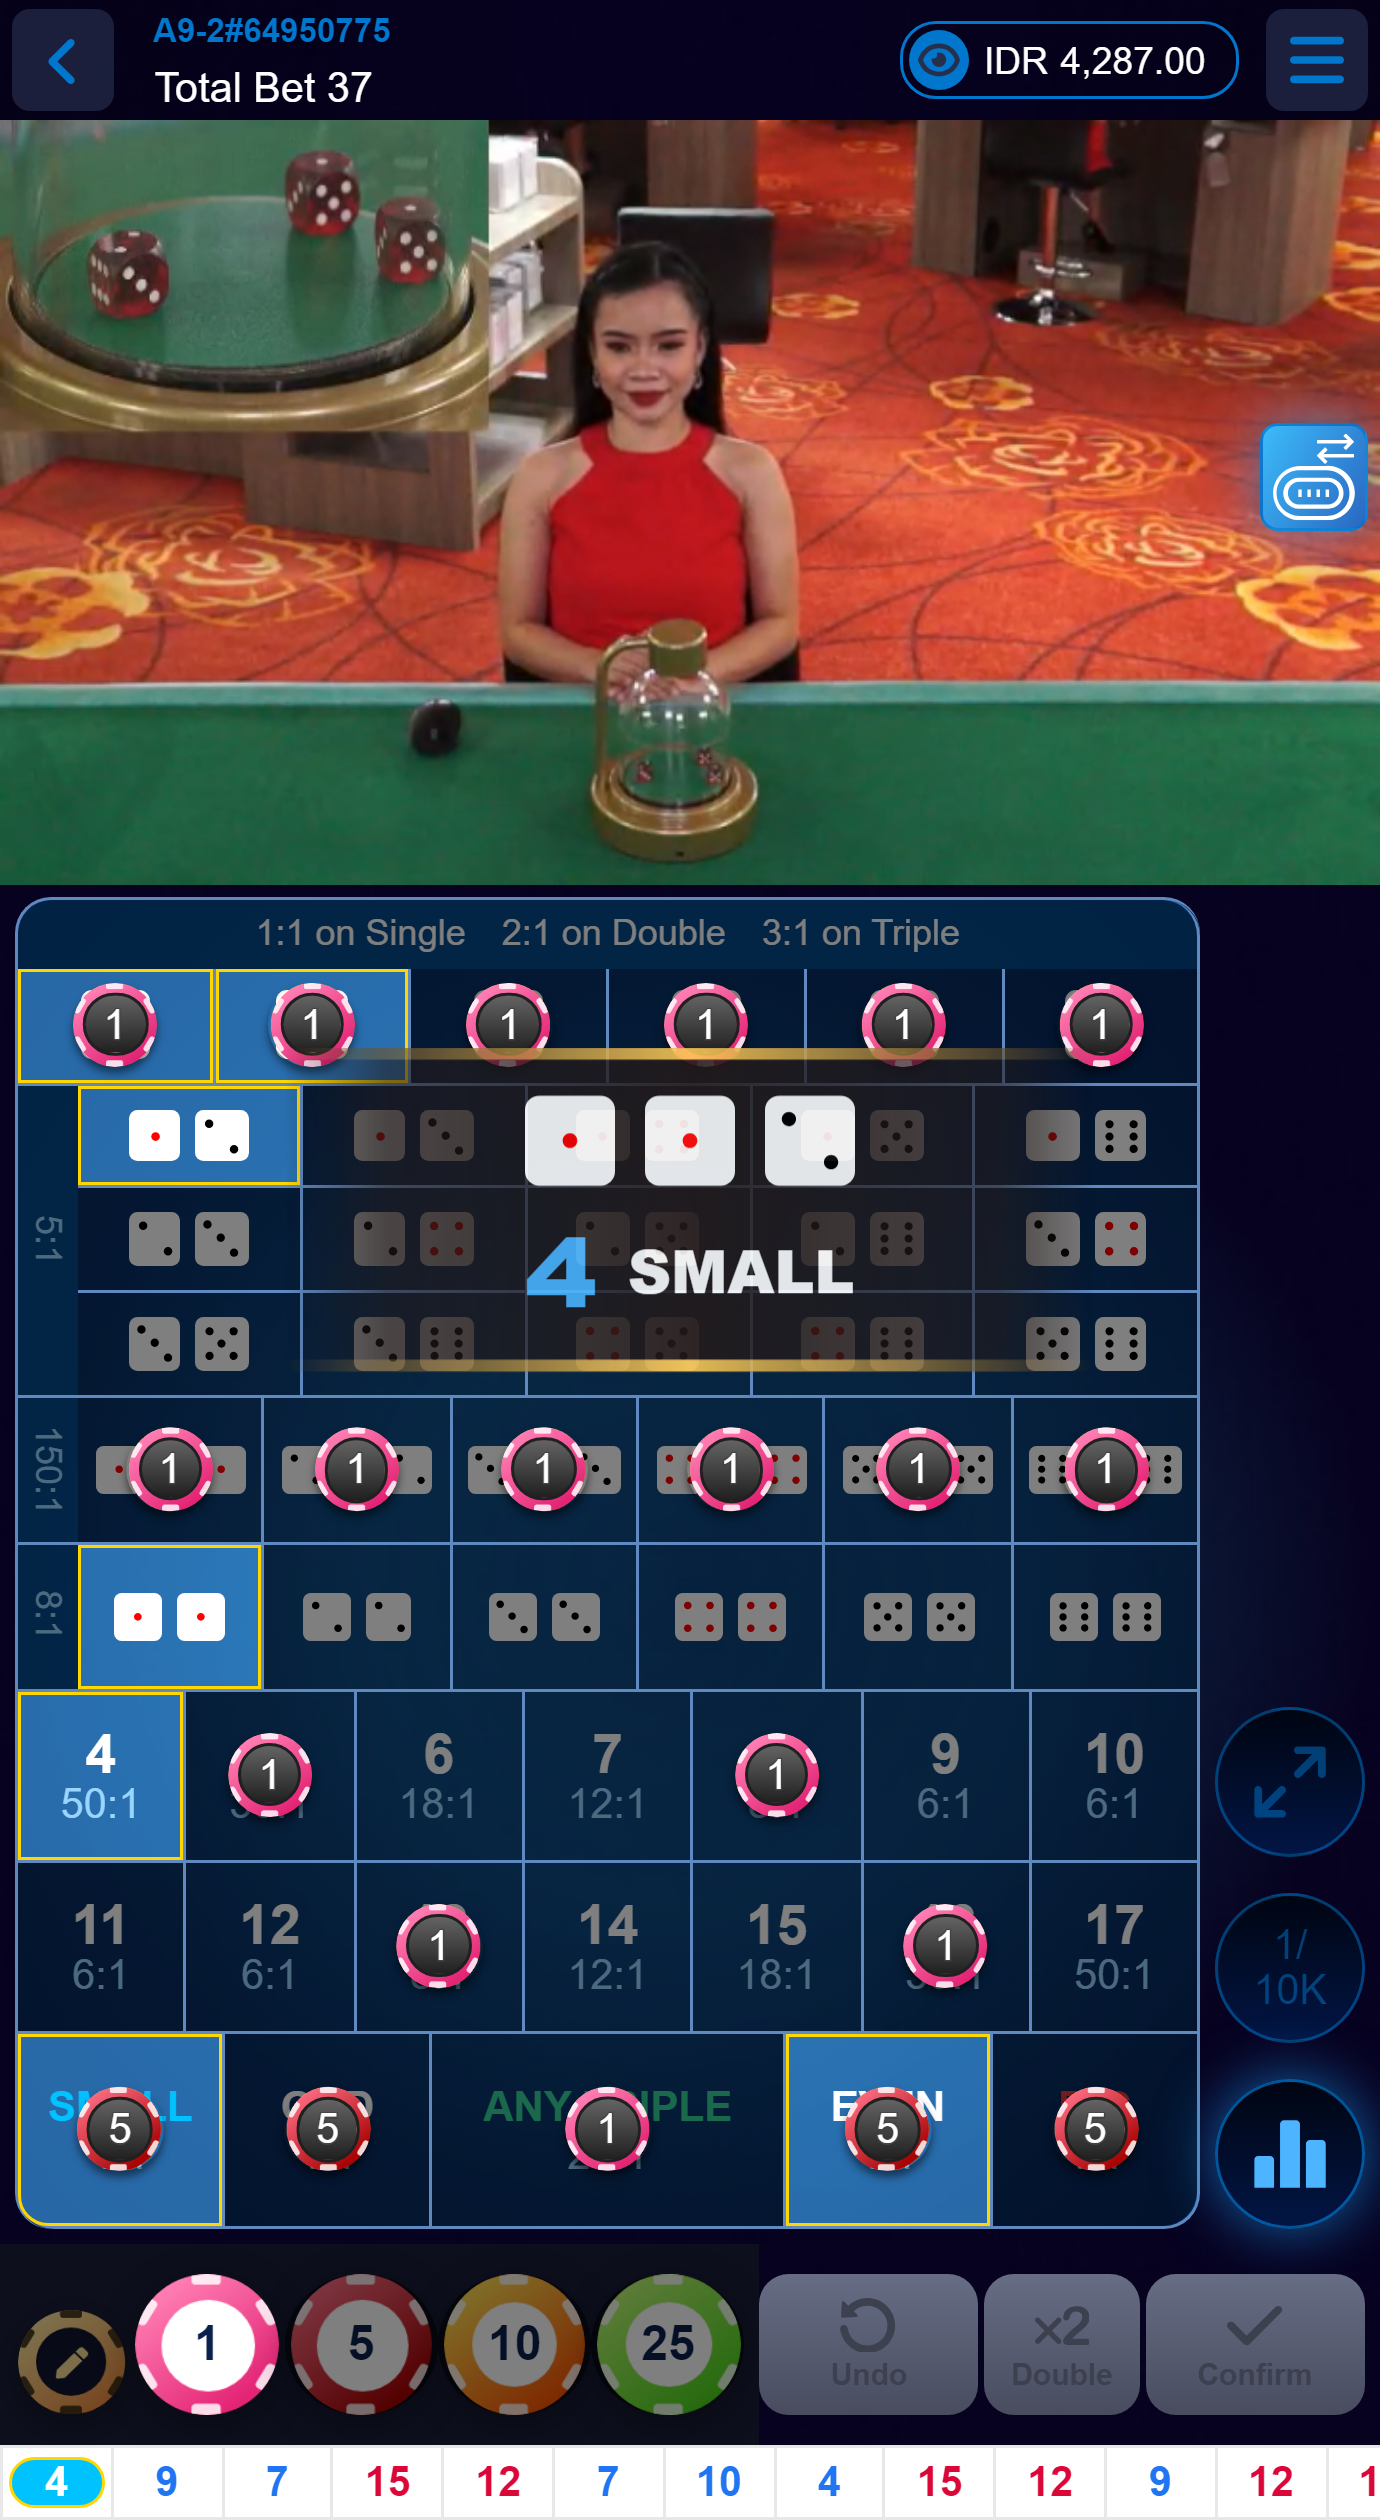 A9-2#64950775
Total Bet 37
IDR 4,287.00
1:1 on Single 2:1 on Double 3:1 on Triple
1 1 1 1 1 1
5:1
4 SMALL
150:1
1 1 1 1 1 1
8:1
4 1 6 7 1 9 10
50:1 18:1 12:1 6:1 6:1
11 12 1 14 15 1 17
6:1 6:1 12:1 18:1 50:1
SMALL ANY TRIPLE EVEN
5 5 1 5 5
1 5 10 25
Undo
x2 Double
Confirm
1/
10K
4 9 7 15 12 7 10 4 15 12 9 12